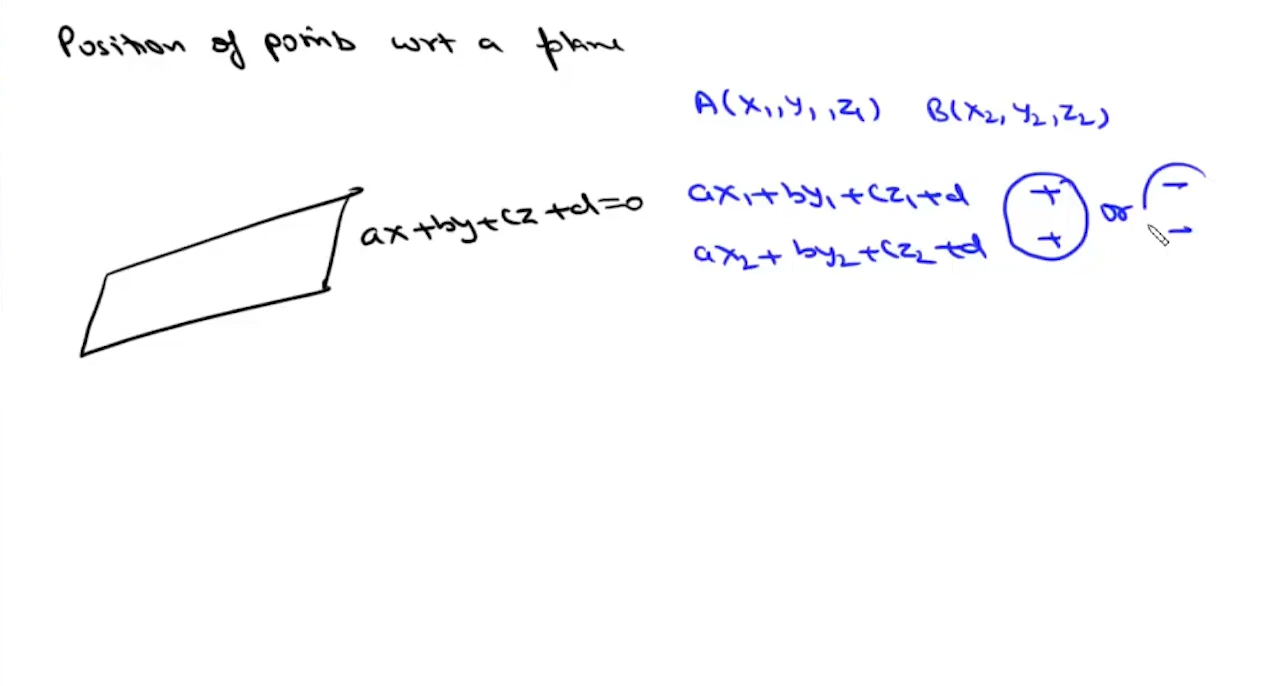 Position of points wrt a plane
A(x₁,y₁,z₁) B(x₂,y₂,z₂)
ax+by+cz+d=0
ax₁+by₁+cz₁+d + or -
ax₂+by₂+cz₂+d + -